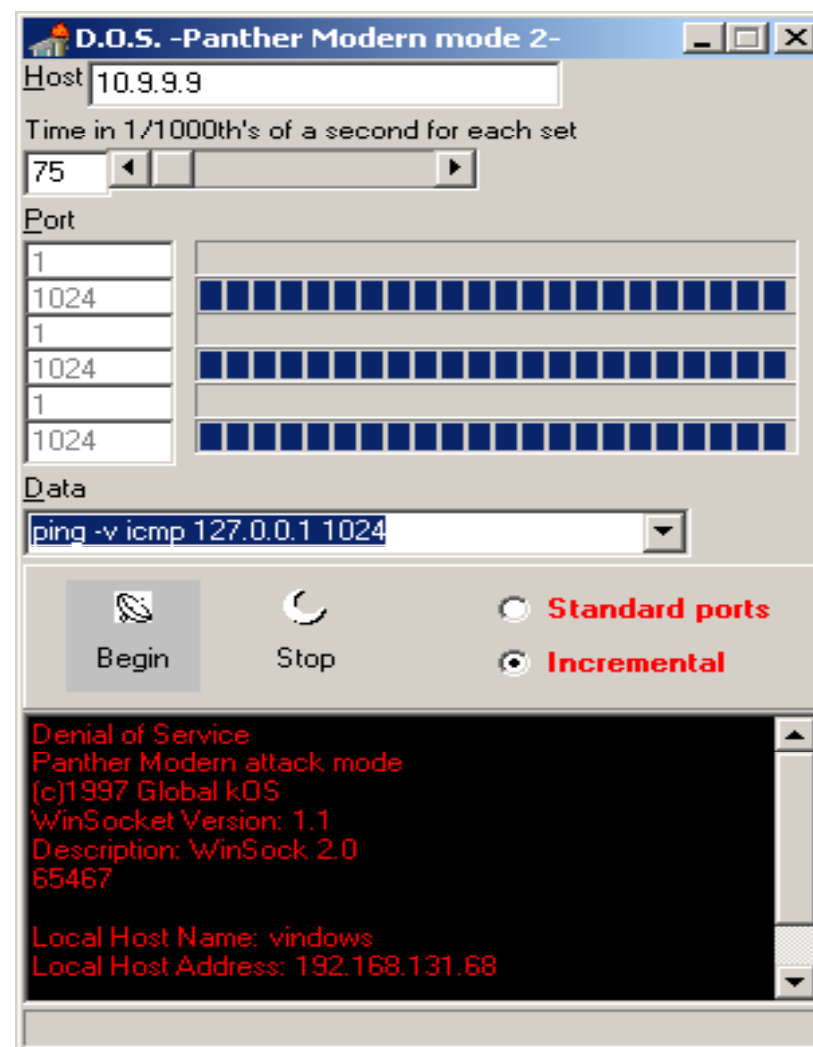 D.O.S. -Panther Modern mode 2-
Host 10.9.9.9
Time in 1/1000th's of a second for each set
75
Port
1
1024
1
1024
1
1024
Data
ping -v icmp 127.0.0.1 1024
Begin Stop
Standard ports
Incremental
Denial of Service
Panther Modern attack mode
(c)1997 Global kOS
WinSocket Version: 1.1
Description: WinSock 2.0
65467
Local Host Name: vindows
Local Host Address: 192.168.131.68